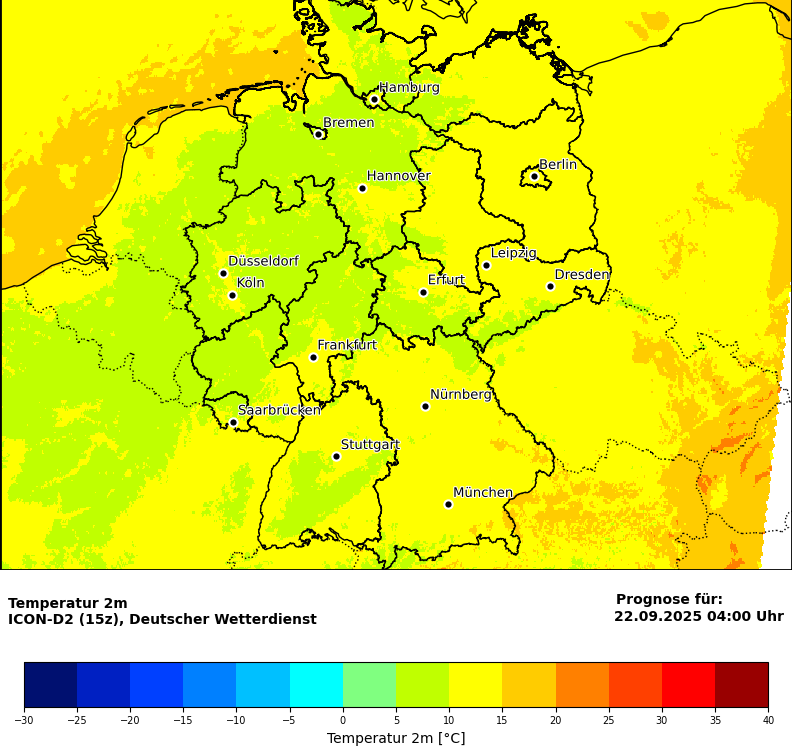 Hamburg
Bremen
Berlin
Hannover
Leipzig
Düsseldorf
Dresden
Köln
Erfurt
Frankfurt
Nürnberg
Saarbrücken
Stuttgart
München
Temperatur 2m
ICON-D2 (15z), Deutscher Wetterdienst
Prognose für:
22.09.2025 04:00 Uhr
−30 −25 −20 −15 −10 −5 0 5 10 15 20 25 30 35 40
Temperatur 2m [°C]